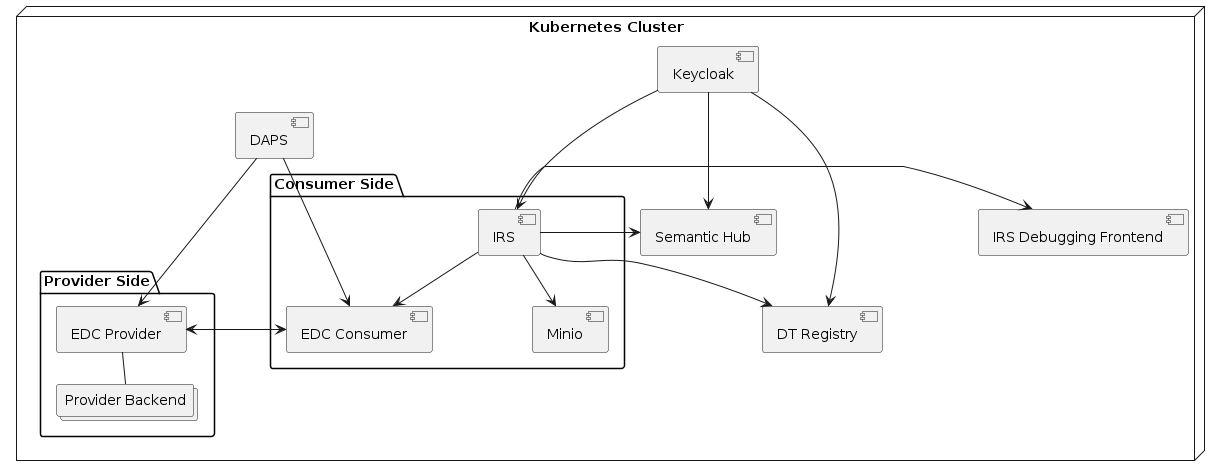 Kubernetes Cluster
Keycloak
DAPS
Consumer Side
IRS
Semantic Hub
IRS Debugging Frontend
Provider Side
EDC Provider
EDC Consumer
Minio
DT Registry
Provider Backend